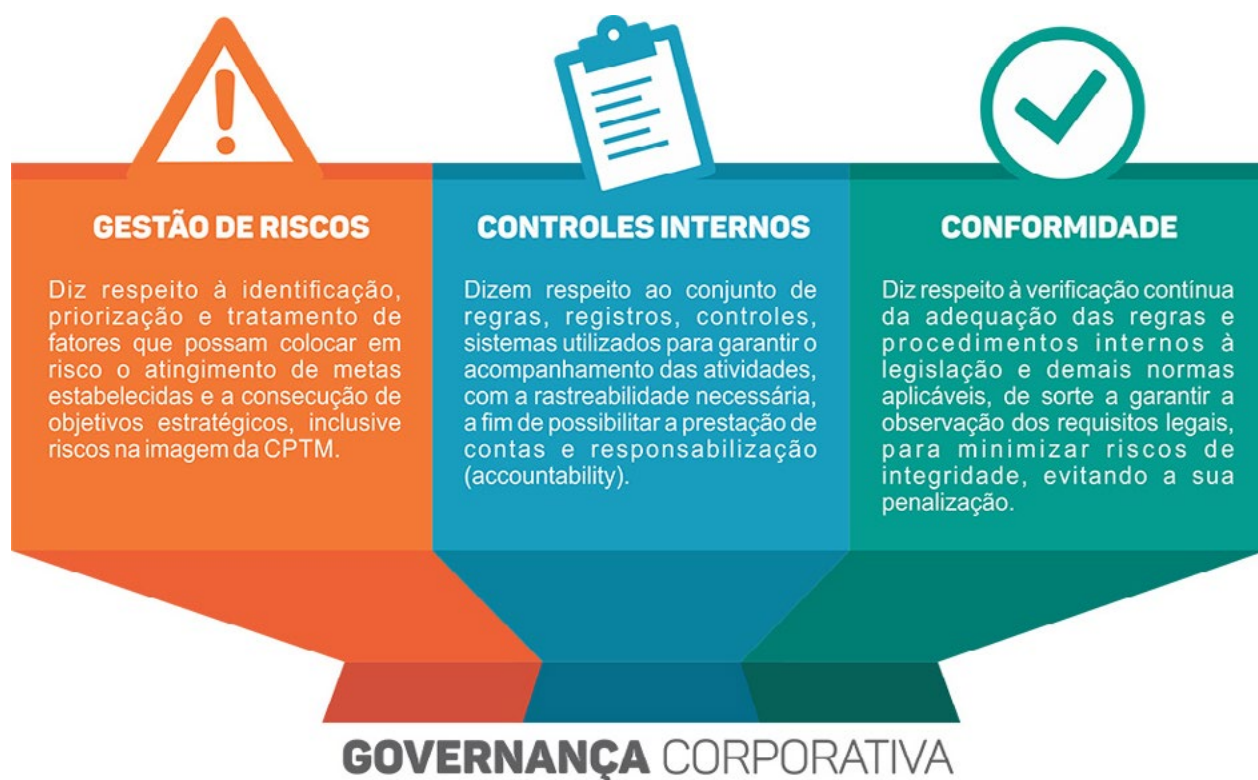 GESTÃO DE RISCOS
Diz respeito à identificação,
priorização e tratamento de
fatores que possam colocar em
risco o atingimento de metas
estabelecidas e a consecução de
objetivos estratégicos, inclusive
riscos na imagem da CPTM.
CONTROLES INTERNOS
Dizem respeito ao conjunto de
regras, registros, controles,
sistemas utilizados para garantir o
acompanhamento das atividades,
com a rastreabilidade necessária,
a fim de possibilitar a prestação de
contas e responsabilização
(accountability).
CONFORMIDADE
Diz respeito à verificação contínua
da adequação das regras e
procedimentos internos à
legislação e demais normas
aplicáveis, de sorte a garantir a
observação dos requisitos legais,
para minimizar riscos de
integridade, evitando a sua
penalização.
GOVERNANÇA CORPORATIVA